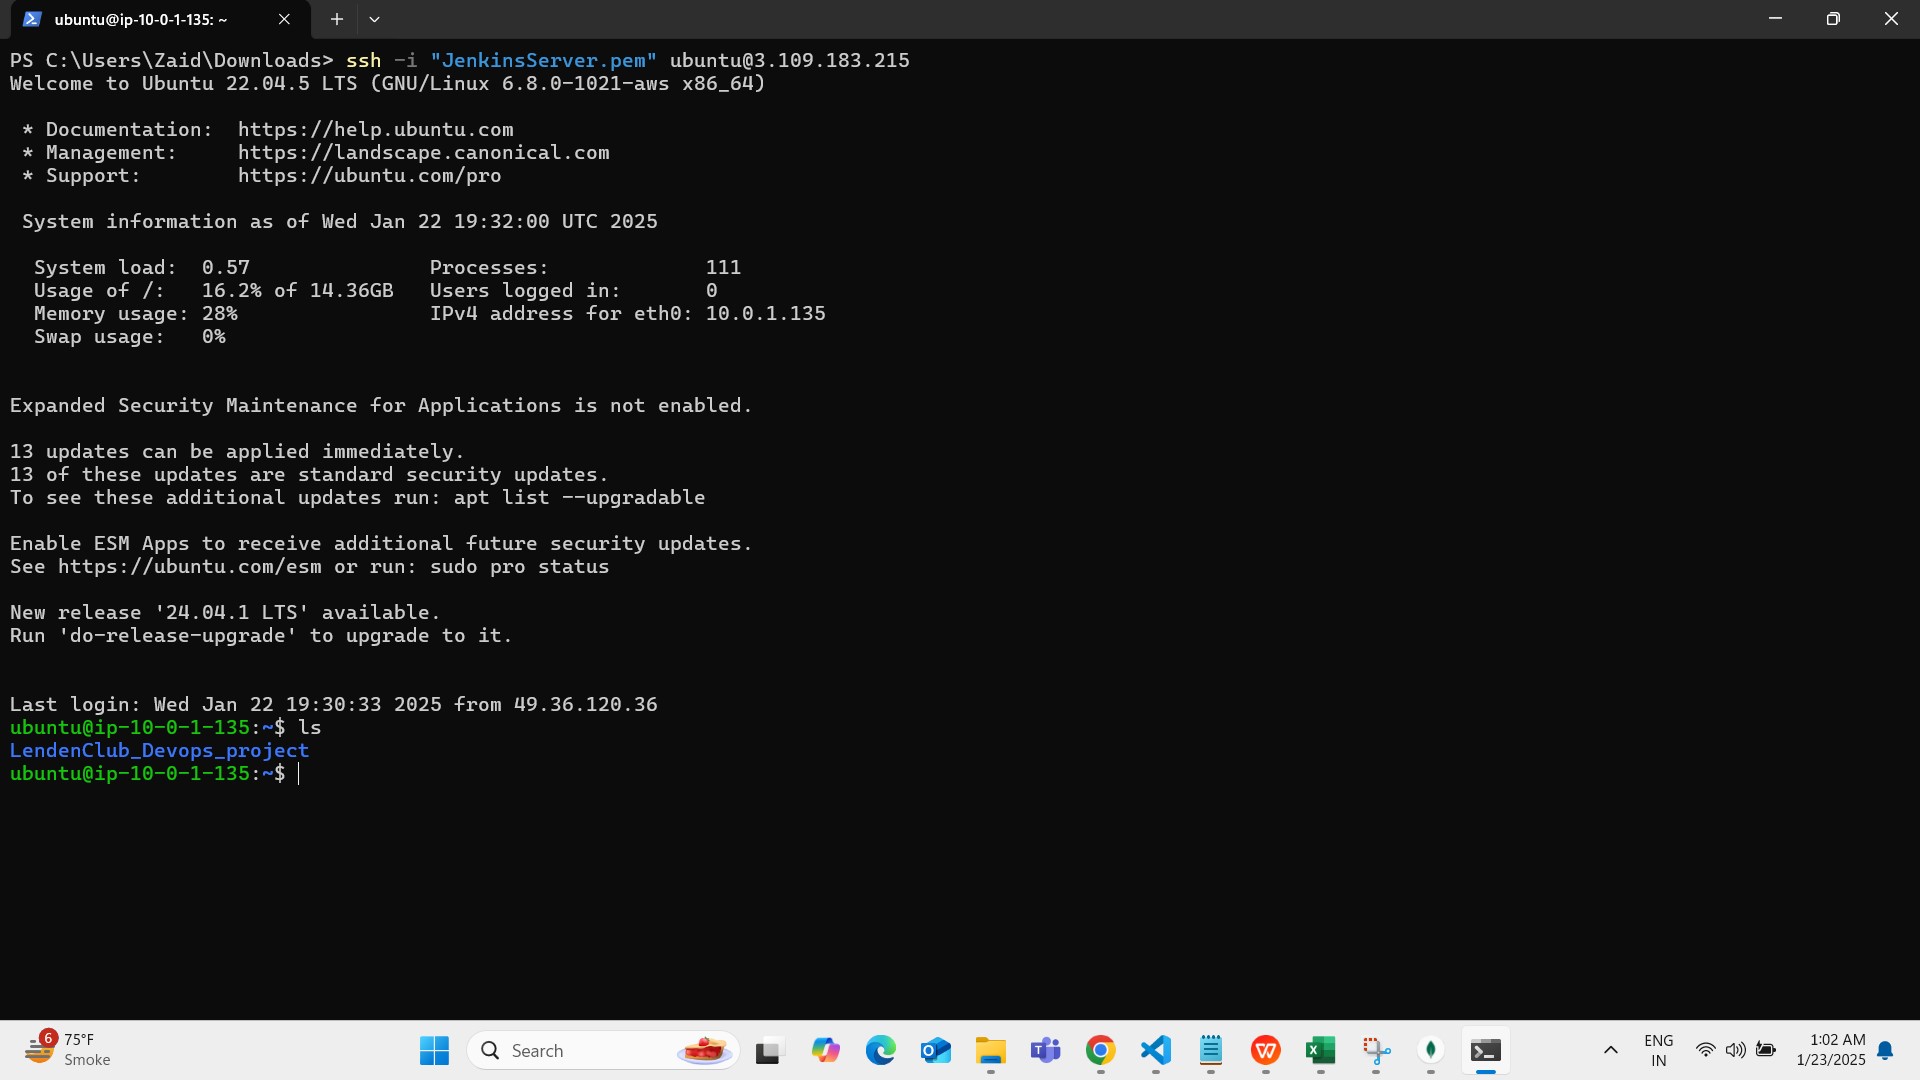 ubuntu@ip-10-0-1-135: ~
PS C:\Users\Zaid\Downloads> ssh -i "JenkinsServer.pem" ubuntu@3.109.183.215
Welcome to Ubuntu 22.04.5 LTS (GNU/Linux 6.8.0-1021-aws x86_64)
* Documentation:  https://help.ubuntu.com
* Management:     https://landscape.canonical.com
* Support:        https://ubuntu.com/pro
System information as of Wed Jan 22 19:32:00 UTC 2025
System load:  0.57               Processes:             111
Usage of /:   16.2% of 14.36GB   Users logged in:       0
Memory usage: 28%                IPv4 address for eth0: 10.0.1.135
Swap usage:   0%
Expanded Security Maintenance for Applications is not enabled.
13 updates can be applied immediately.
13 of these updates are standard security updates.
To see these additional updates run: apt list --upgradable
Enable ESM Apps to receive additional future security updates.
See https://ubuntu.com/esm or run: sudo pro status
New release '24.04.1 LTS' available.
Run 'do-release-upgrade' to upgrade to it.
Last login: Wed Jan 22 19:30:33 2025 from 49.36.120.36
ubuntu@ip-10-0-1-135:~$ ls
LendenClub_Devops_project
ubuntu@ip-10-0-1-135:~$
6
75°F
Smoke
Search
ENG
IN
1:02 AM
1/23/2025